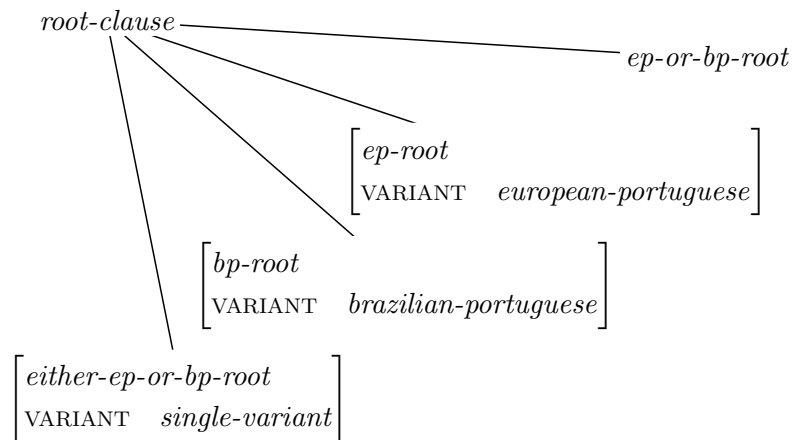 root-clause
ep-or-bp-root
ep-root
VARIANT european-portuguese
bp-root
VARIANT brazilian-portuguese
either-ep-or-bp-root
VARIANT single-variant